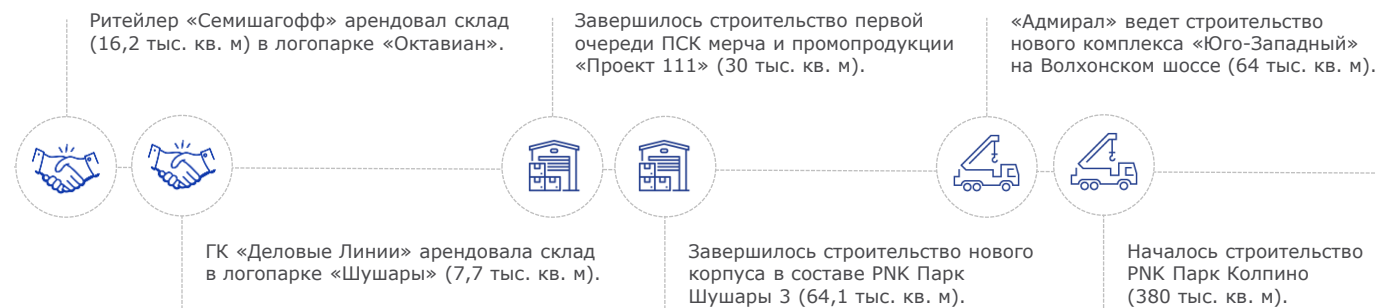 Ритейлер «Семишагофф» арендовал склад
(16,2 тыс. кв. м) в логопарке «Октавиан».
Завершилось строительство первой
очереди ПСК мерча и промопродукции
«Проект 111» (30 тыс. кв. м).
«Адмирал» ведет строительство
нового комплекса «Юго-Западный»
на Волхонском шоссе (64 тыс. кв. м).
ГК «Деловые Линии» арендовала склад
в логопарке «Шушары» (7,7 тыс. кв. м).
Завершилось строительство нового
корпуса в составе PNK Парк
Шушары 3 (64,1 тыс. кв. м).
Началось строительство
PNK Парк Колпино
(380 тыс. кв. м).